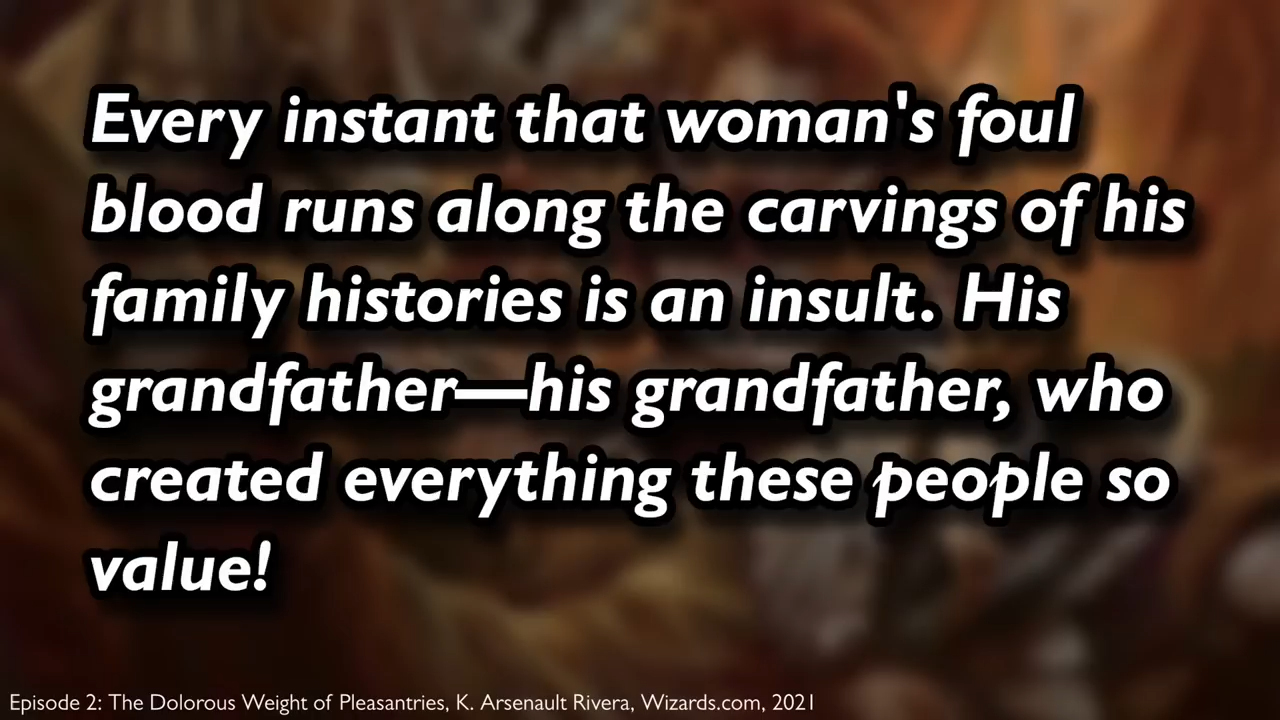 Every instant that woman's foul
blood runs along the carvings of his
family histories is an insult. His
grandfather—his grandfather, who
created everything these people so
value!
Episode 2: The Dolorous Weight of Pleasantries, K. Arsenault Rivera, Wizards.com, 2021